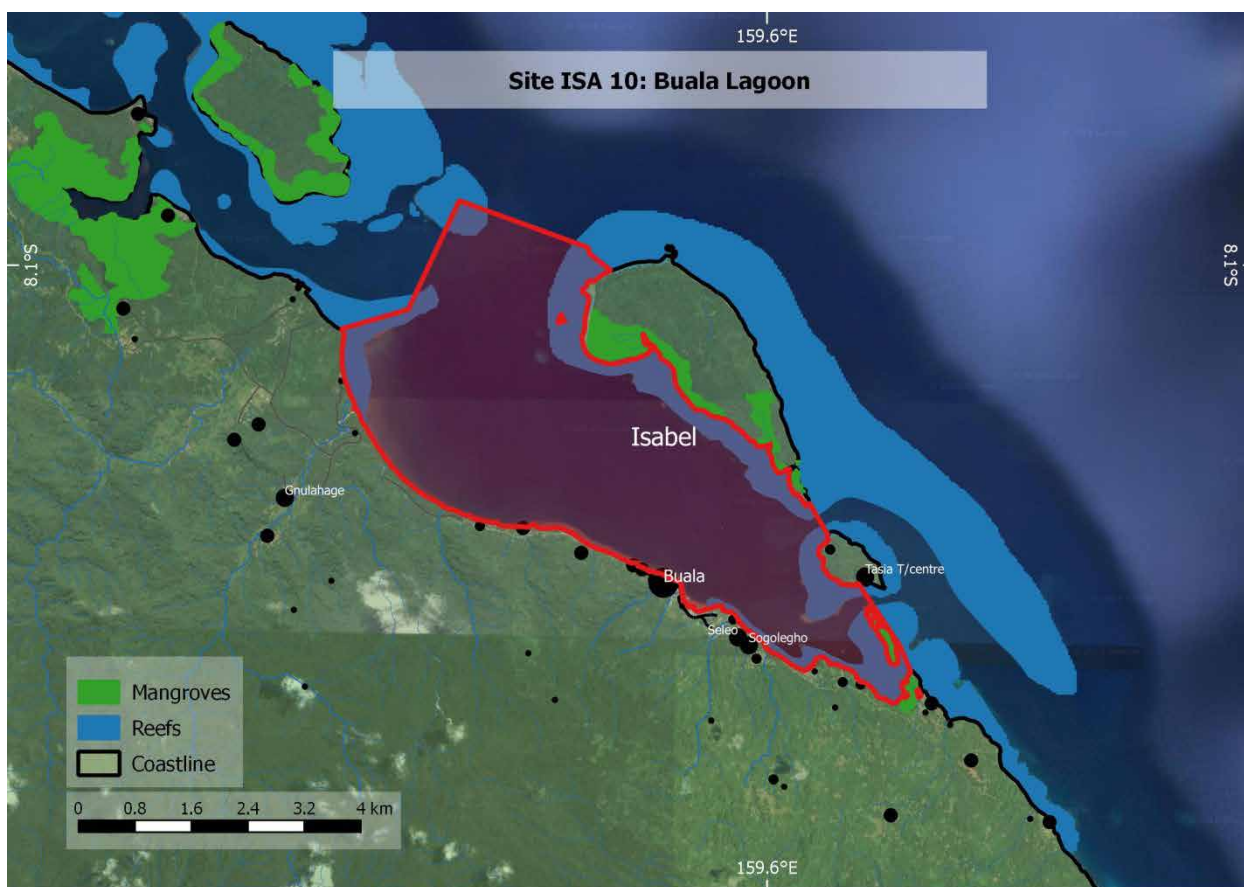 159.6°E
Site ISA 10: Buala Lagoon
8.1°S
8.1°S
Isabel
Gnulahage
Buala
Tasia T/centre
Seleo
Sogolegho
Mangroves
Reefs
Coastline
0 0.8 1.6 2.4 3.2 4 km
159.6°E